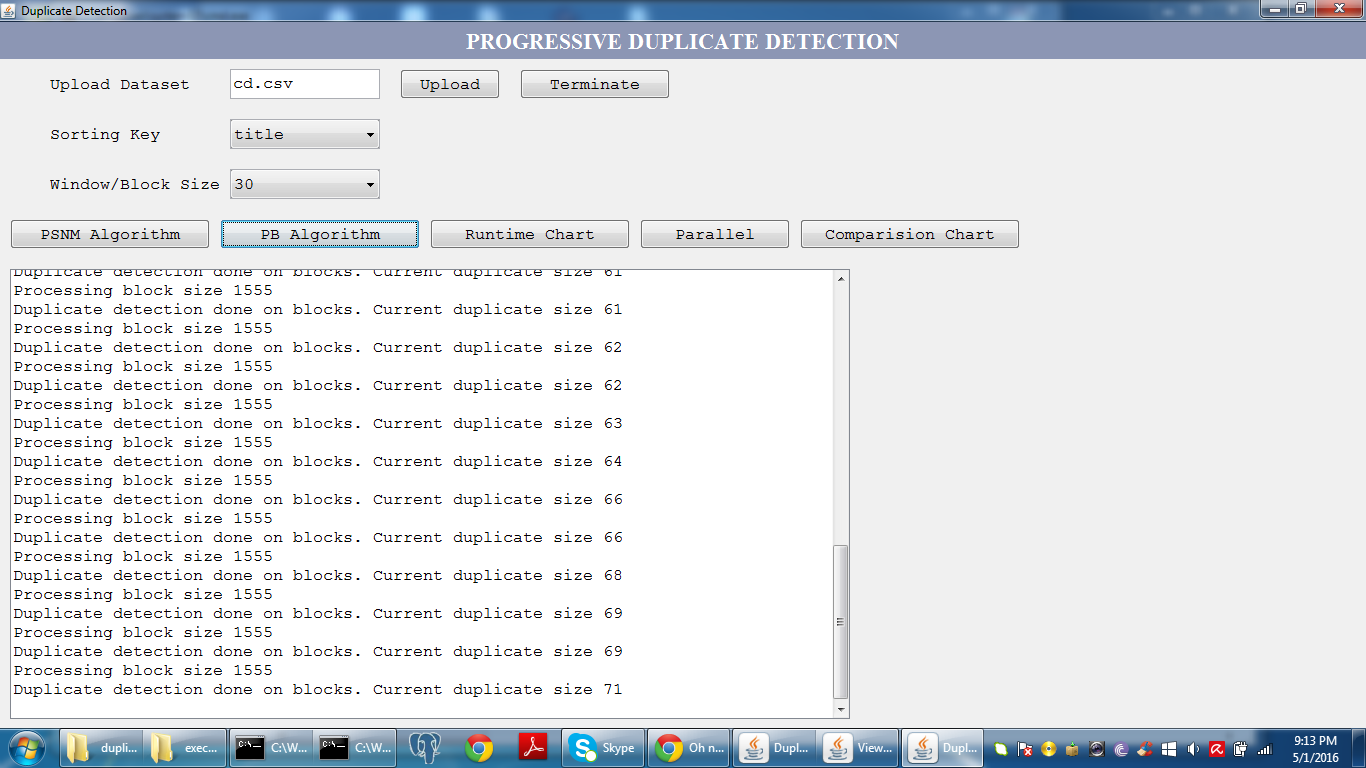 Duplicate Detection
PROGRESSIVE DUPLICATE DETECTION
Upload Dataset cd.csv Upload Terminate
Sorting Key title
Window/Block Size 30
PSNM Algorithm PB Algorithm Runtime Chart Parallel Comparision Chart
Duplicate detection done on blocks. Current duplicate size 61
Processing block size 1555
Duplicate detection done on blocks. Current duplicate size 61
Processing block size 1555
Duplicate detection done on blocks. Current duplicate size 62
Processing block size 1555
Duplicate detection done on blocks. Current duplicate size 62
Processing block size 1555
Duplicate detection done on blocks. Current duplicate size 63
Processing block size 1555
Duplicate detection done on blocks. Current duplicate size 64
Processing block size 1555
Duplicate detection done on blocks. Current duplicate size 66
Processing block size 1555
Duplicate detection done on blocks. Current duplicate size 66
Processing block size 1555
Duplicate detection done on blocks. Current duplicate size 68
Processing block size 1555
Duplicate detection done on blocks. Current duplicate size 69
Processing block size 1555
Duplicate detection done on blocks. Current duplicate size 69
Processing block size 1555
Duplicate detection done on blocks. Current duplicate size 71
dupli... exec... C:\W... C:\W... Skype Oh n... Dupl... View... Dupl... 9:13 PM
5/1/2016